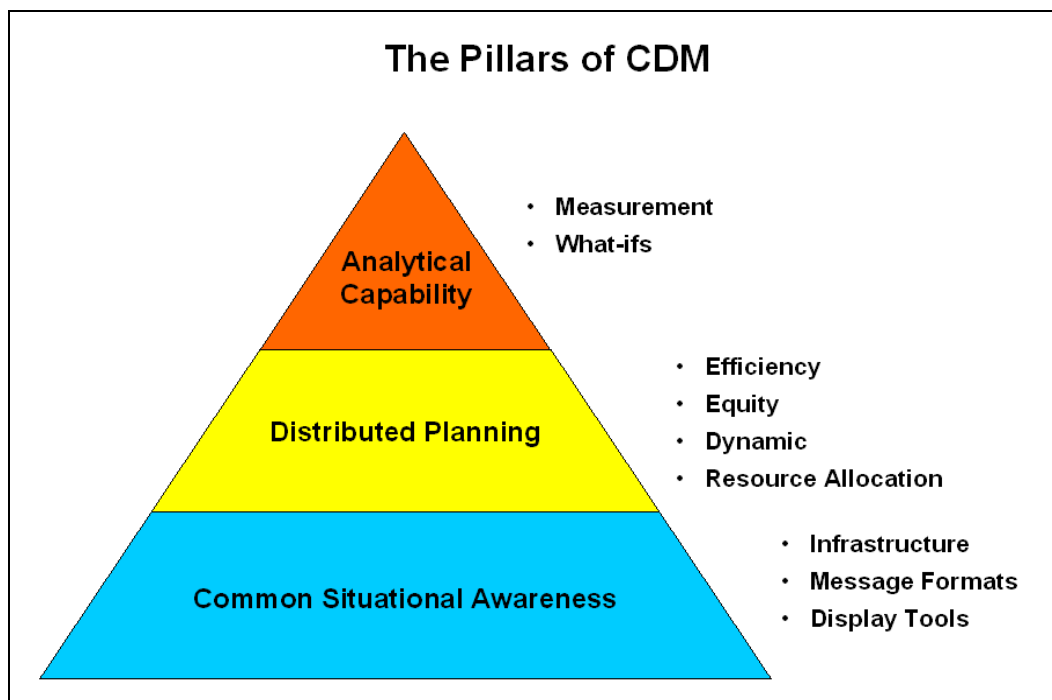 The Pillars of CDM
Analytical
Capability
• Measurement
• What-ifs
Distributed Planning
• Efficiency
• Equity
• Dynamic
• Resource Allocation
Common Situational Awareness
• Infrastructure
• Message Formats
• Display Tools